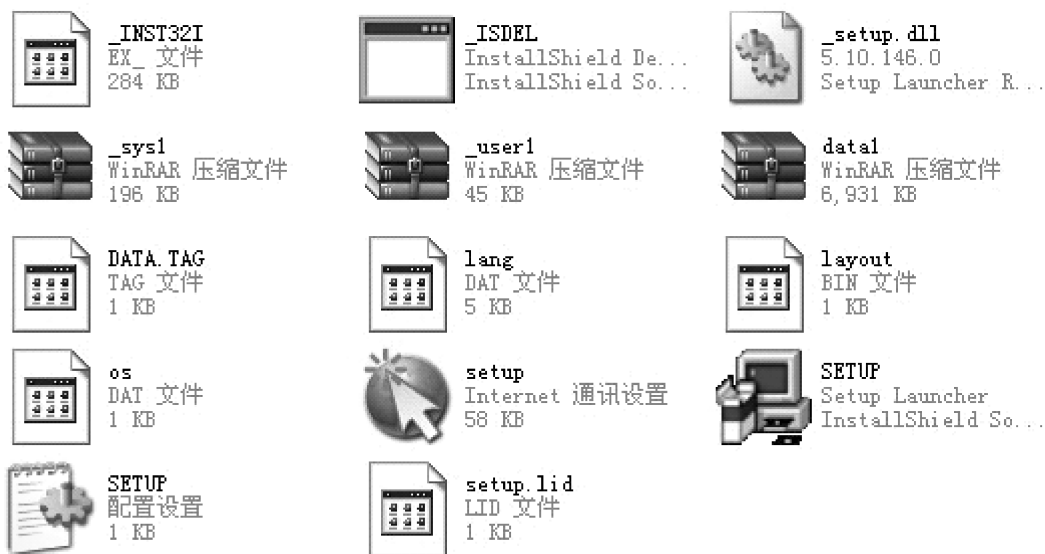 _INST32I
EX_ 文件
284 KB
_ISDEL
InstallShield De...
InstallShield So...
_setup.dll
5.10.146.0
Setup Launcher R...
_sys1
WinRAR 压缩文件
196 KB
_user1
WinRAR 压缩文件
45 KB
data1
WinRAR 压缩文件
6,931 KB
DATA.TAG
TAG 文件
1 KB
lang
DAT 文件
5 KB
layout
BIN 文件
1 KB
os
DAT 文件
1 KB
setup
Internet 通讯设置
58 KB
SETUP
Setup Launcher
InstallShield So...
SETUP
配置设置
1 KB
setup.lid
LID 文件
1 KB